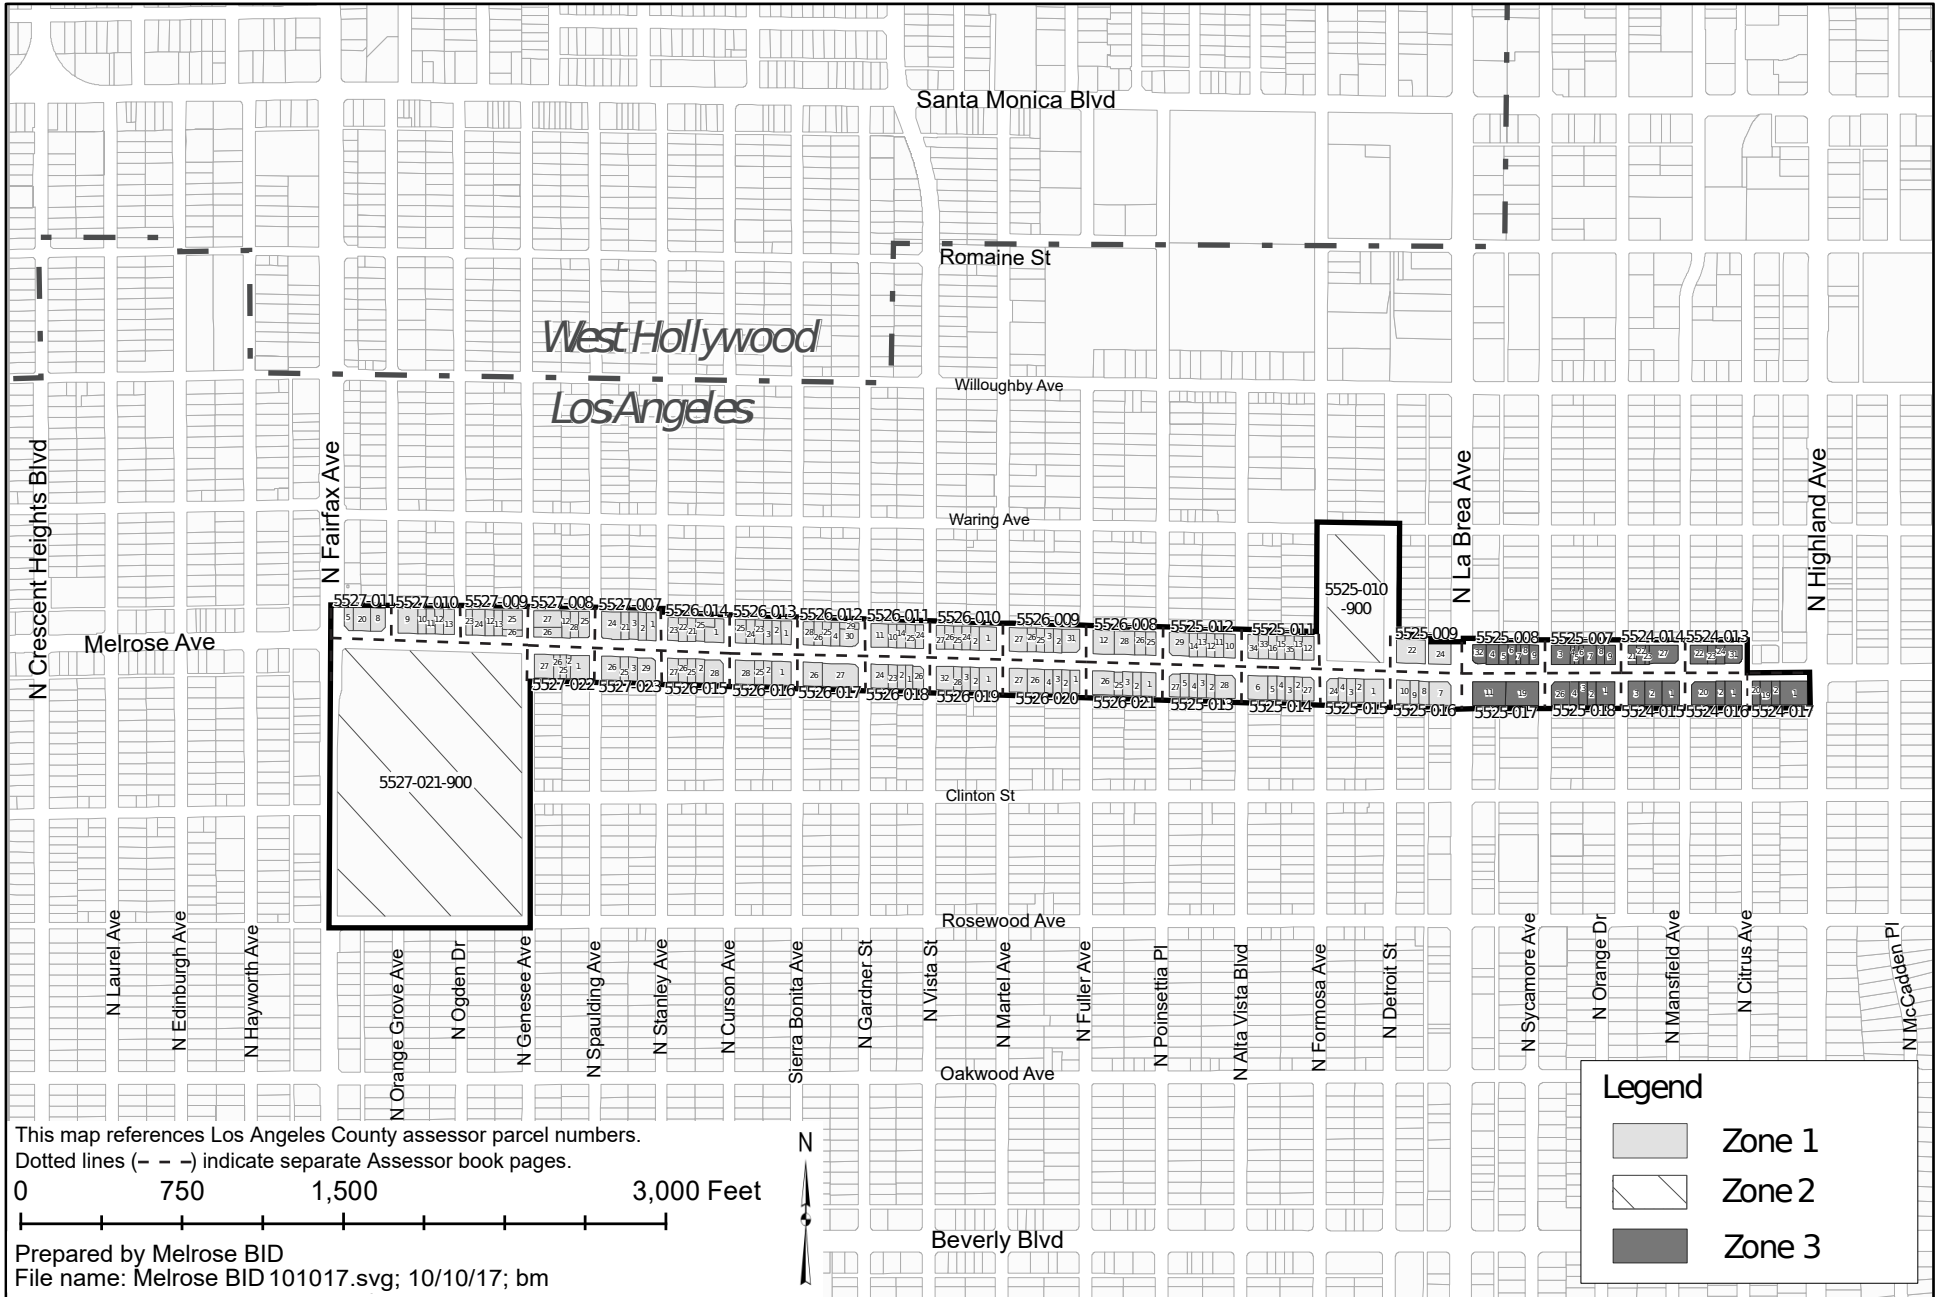 Santa Monica Blvd
Romaine St
West Hollywood
Willoughby Ave
Los Angeles
N Crescent Heights Blvd
N Fairfax Ave
N La Brea Ave
N Highland Ave
Waring Ave
5525-010
-900
5527-011 5527-010 5527-009 5527-008 5527-007 5526-014 5526-013 5526-012 5526-011 5526-010 5526-009 5526-008 5525-012 5525-011 5525-009 5525-008 5525-007 5524-014 5524-013
Melrose Ave
5527-022 5527-023 5526-015 5526-016 5526-017 5526-018 5526-019 5526-020 5526-021 5525-013 5525-014 5525-015 5525-016 5525-017 5525-018 5524-015 5524-016 5524-017
5527-021-900
Clinton St
Rosewood Ave
N Laurel Ave
N Edinburgh Ave
N Hayworth Ave
N Orange Grove Ave
N Ogden Dr
N Genesee Ave
N Spaulding Ave
N Stanley Ave
N Curson Ave
Sierra Bonita Ave
N Gardner St
N Vista St
N Martel Ave
N Fuller Ave
N Poinsettia Pl
N Alta Vista Blvd
N Formosa Ave
N Detroit St
N Sycamore Ave
N Orange Dr
N Mansfield Ave
N Citrus Ave
N McCadden Pl
Oakwood Ave
Beverly Blvd
This map references Los Angeles County assessor parcel numbers.
Dotted lines (– – –) indicate separate Assessor book pages.
0 750 1,500 3,000 Feet
Prepared by Melrose BID
File name: Melrose BID 101017.svg; 10/10/17; bm
N
Legend
Zone 1
Zone 2
Zone 3